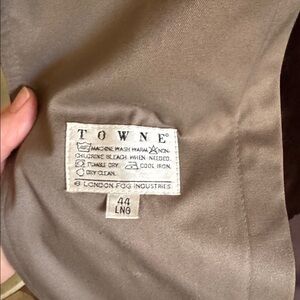 TOWNE®
MACHINE WASH WARM NON-
CHLORINE BLEACH WHEN NEEDED.
TUMBLE DRY. COOL IRON.
DRY CLEAN.
© LONDON FOG INDUSTRIES
44
LNG